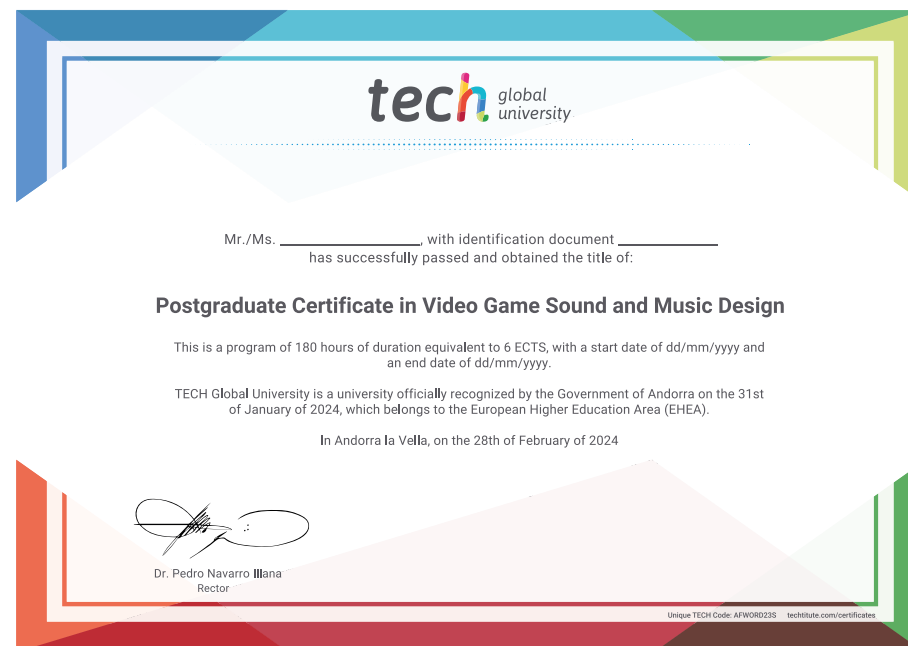 tech global
university
Mr./Ms. ____________, with identification document ____________
has successfully passed and obtained the title of:
Postgraduate Certificate in Video Game Sound and Music Design
This is a program of 180 hours of duration equivalent to 6 ECTS, with a start date of dd/mm/yyyy and
an end date of dd/mm/yyyy.
TECH Global University is a university officially recognized by the Government of Andorra on the 31st
of January of 2024, which belongs to the European Higher Education Area (EHEA).
In Andorra la Vella, on the 28th of February of 2024
Dr. Pedro Navarro Illana
Rector
Unique TECH Code: AFWORD23S techtitute.com/certificates